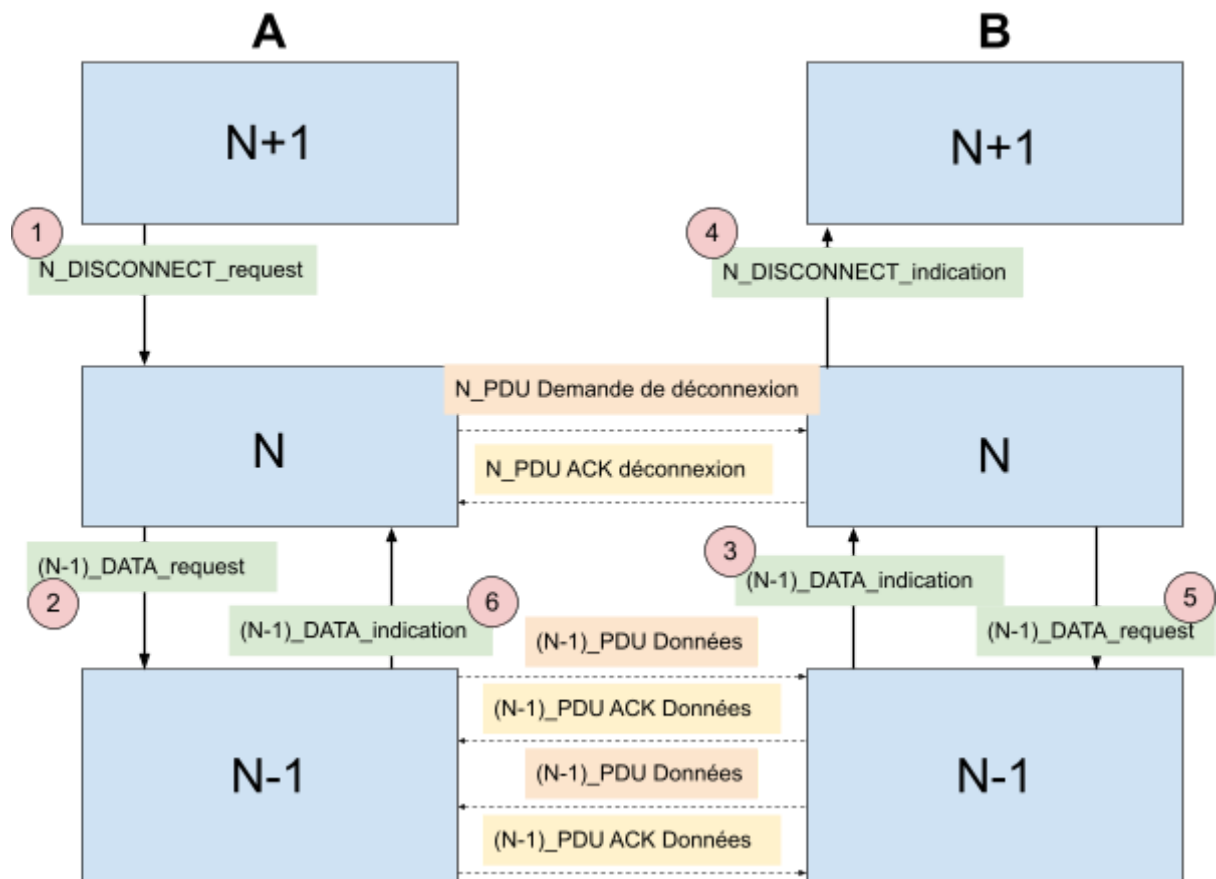 A
B
N+1
N+1
1
N_DISCONNECT_request
4
N_DISCONNECT_indication
N_PDU Demande de déconnexion
N
N
N_PDU ACK déconnexion
(N-1)_DATA_request
2
3
(N-1)_DATA_indication
(N-1)_DATA_indication
6
5
(N-1)_DATA_request
(N-1)_PDU Données
(N-1)_PDU ACK Données
N-1
N-1
(N-1)_PDU Données
(N-1)_PDU ACK Données